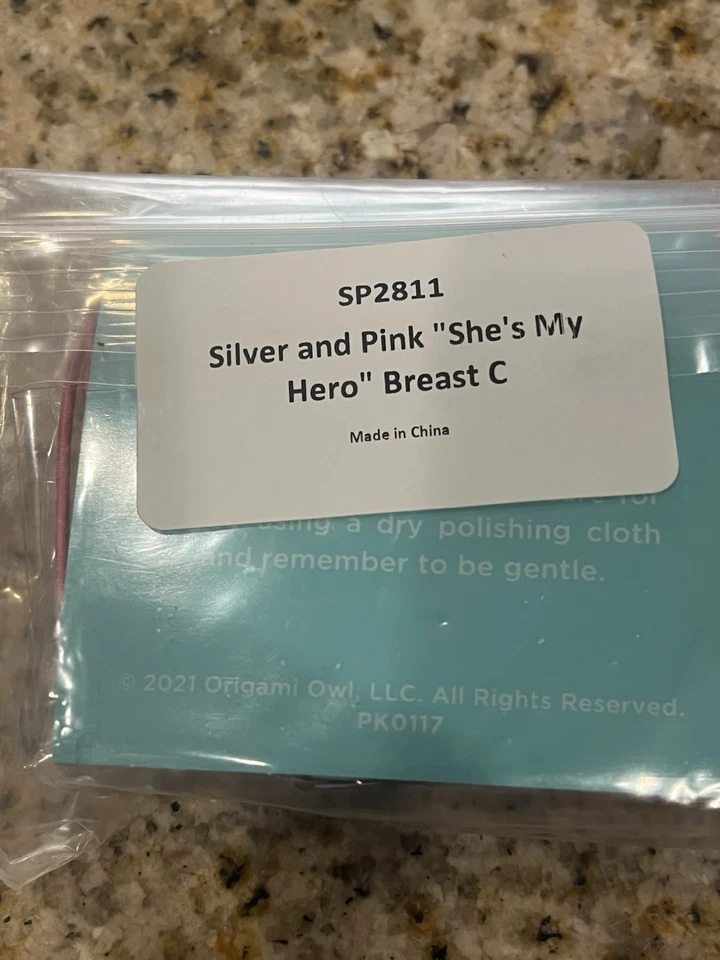 SP2811
Silver and Pink "She's My
Hero" Breast C
Made in China
for
using a dry polishing cloth
and remember to be gentle.
© 2021 Origami Owl, LLC. All Rights Reserved.
PK0117